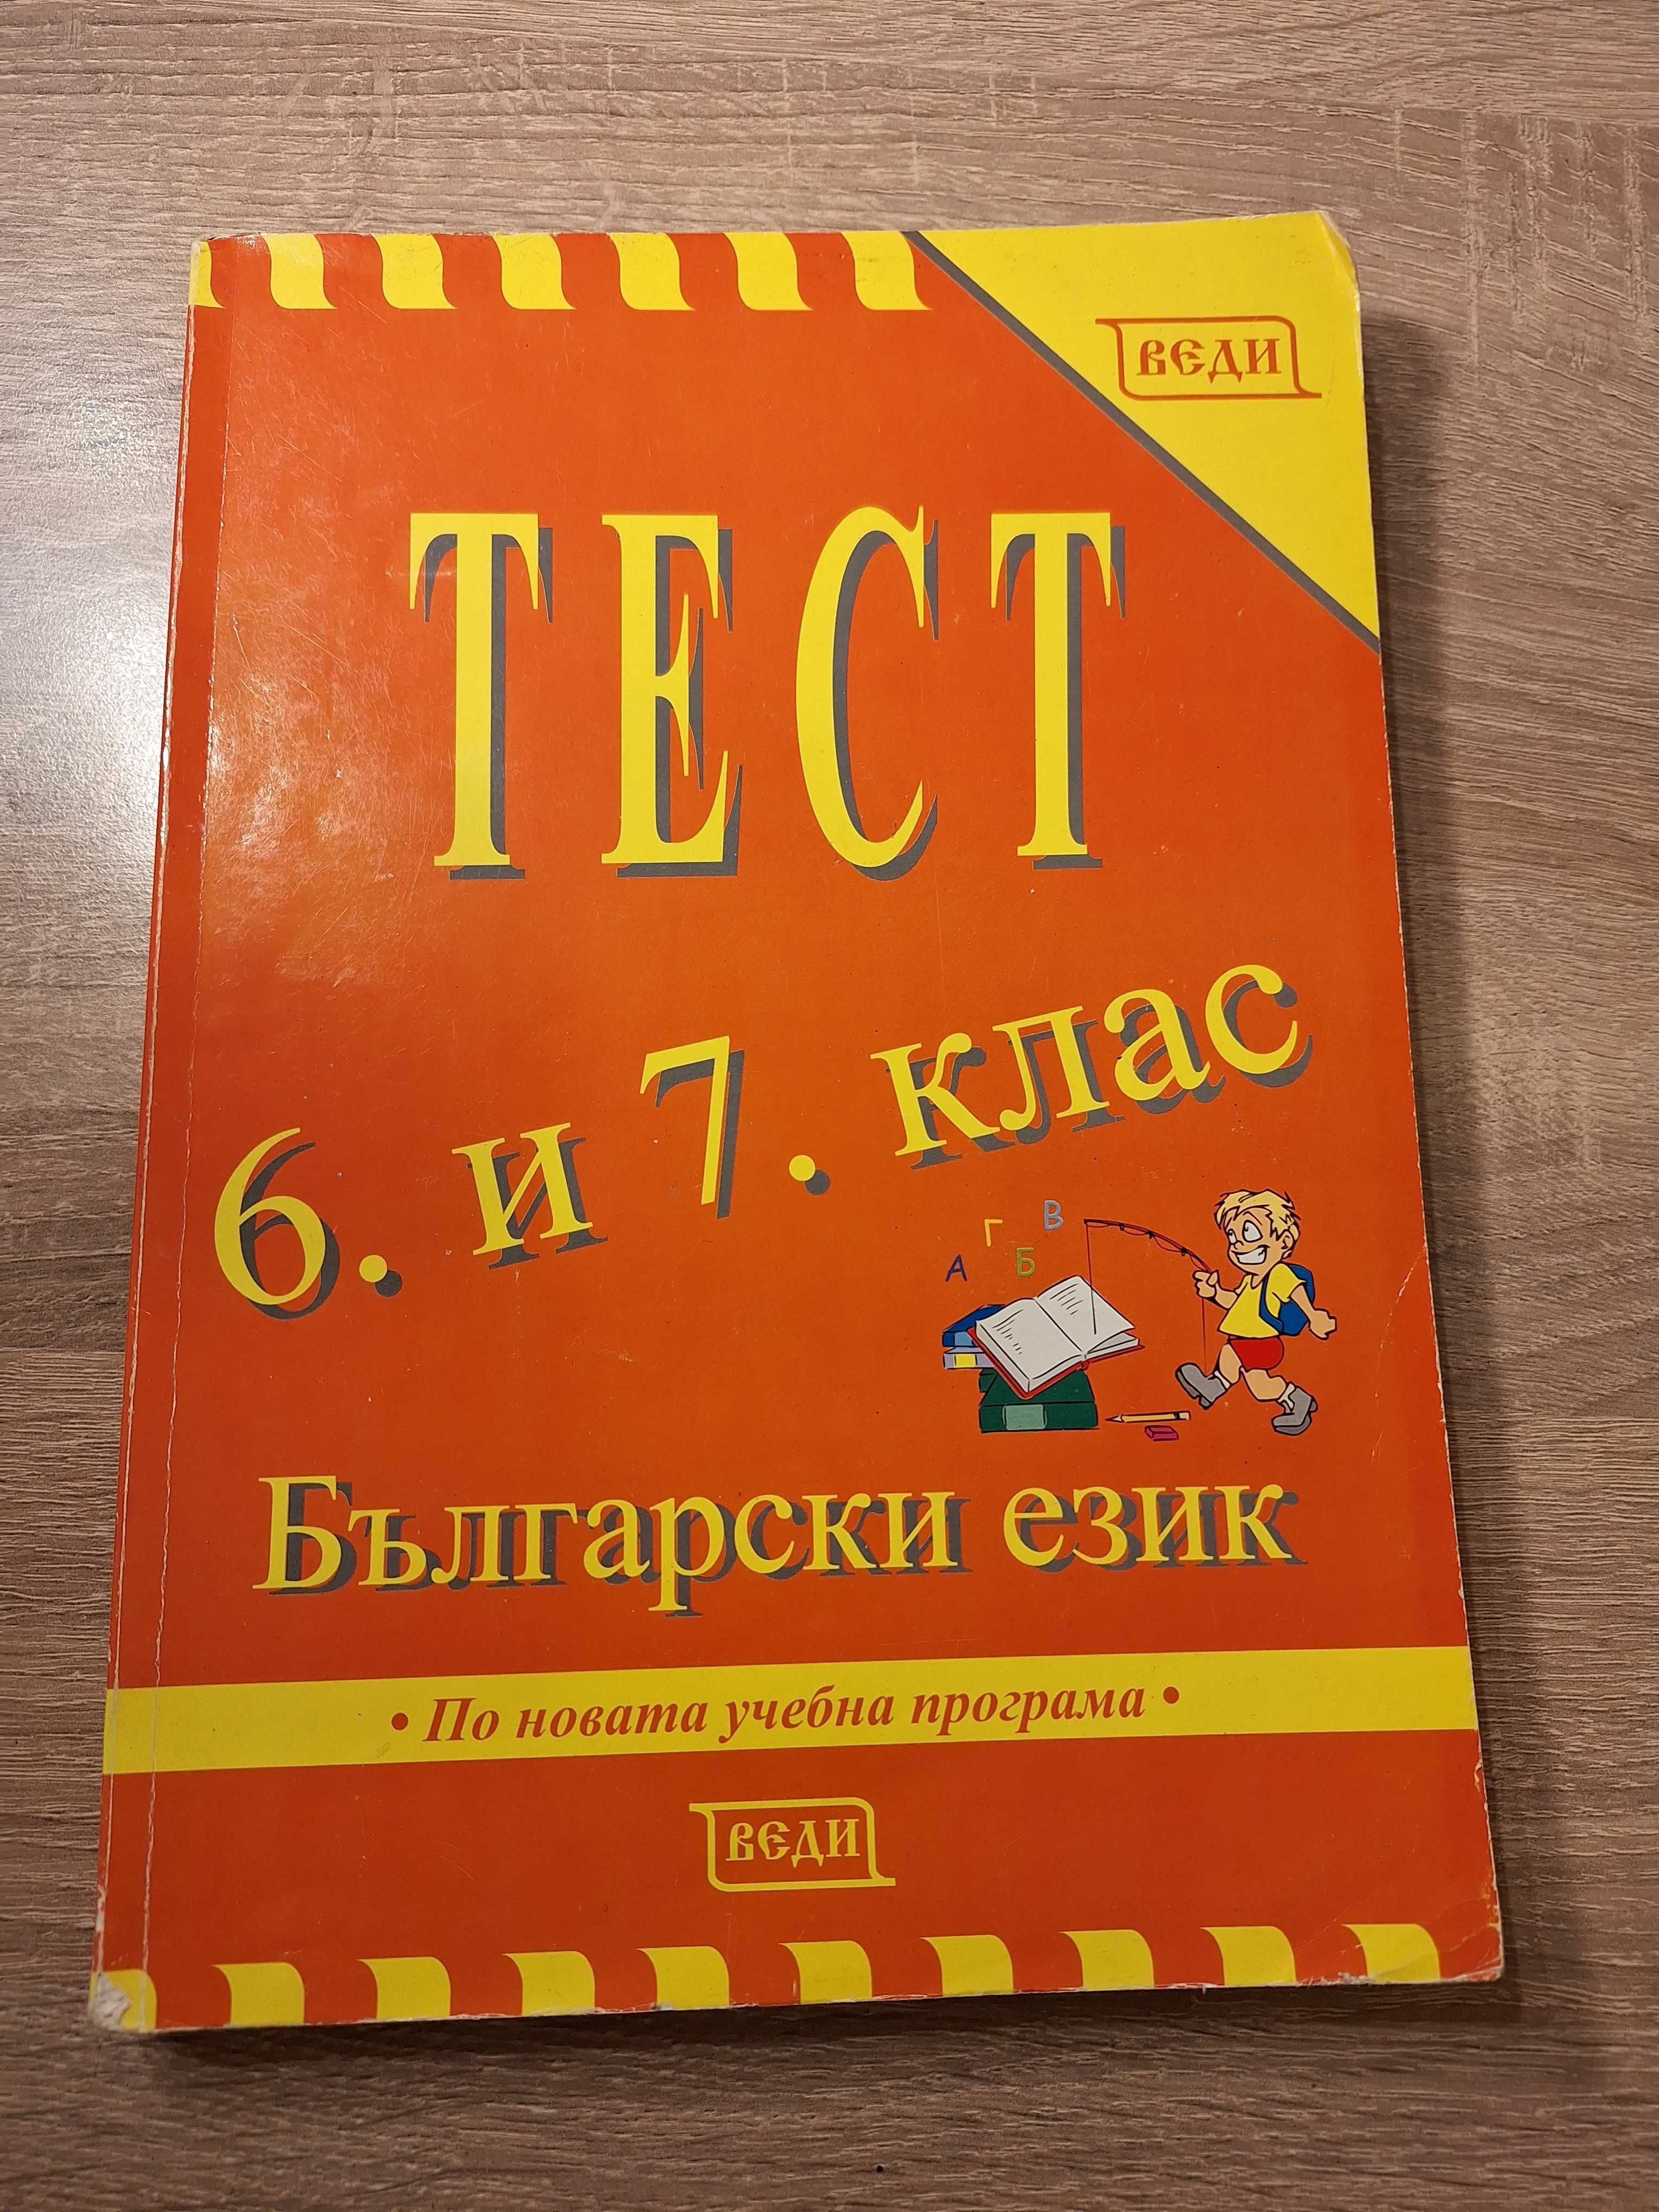 ВЕДИ
ТЕСТ
6. и 7. клас
А Г Б В
Български език
• По новата учебна програма •
ВЕДИ